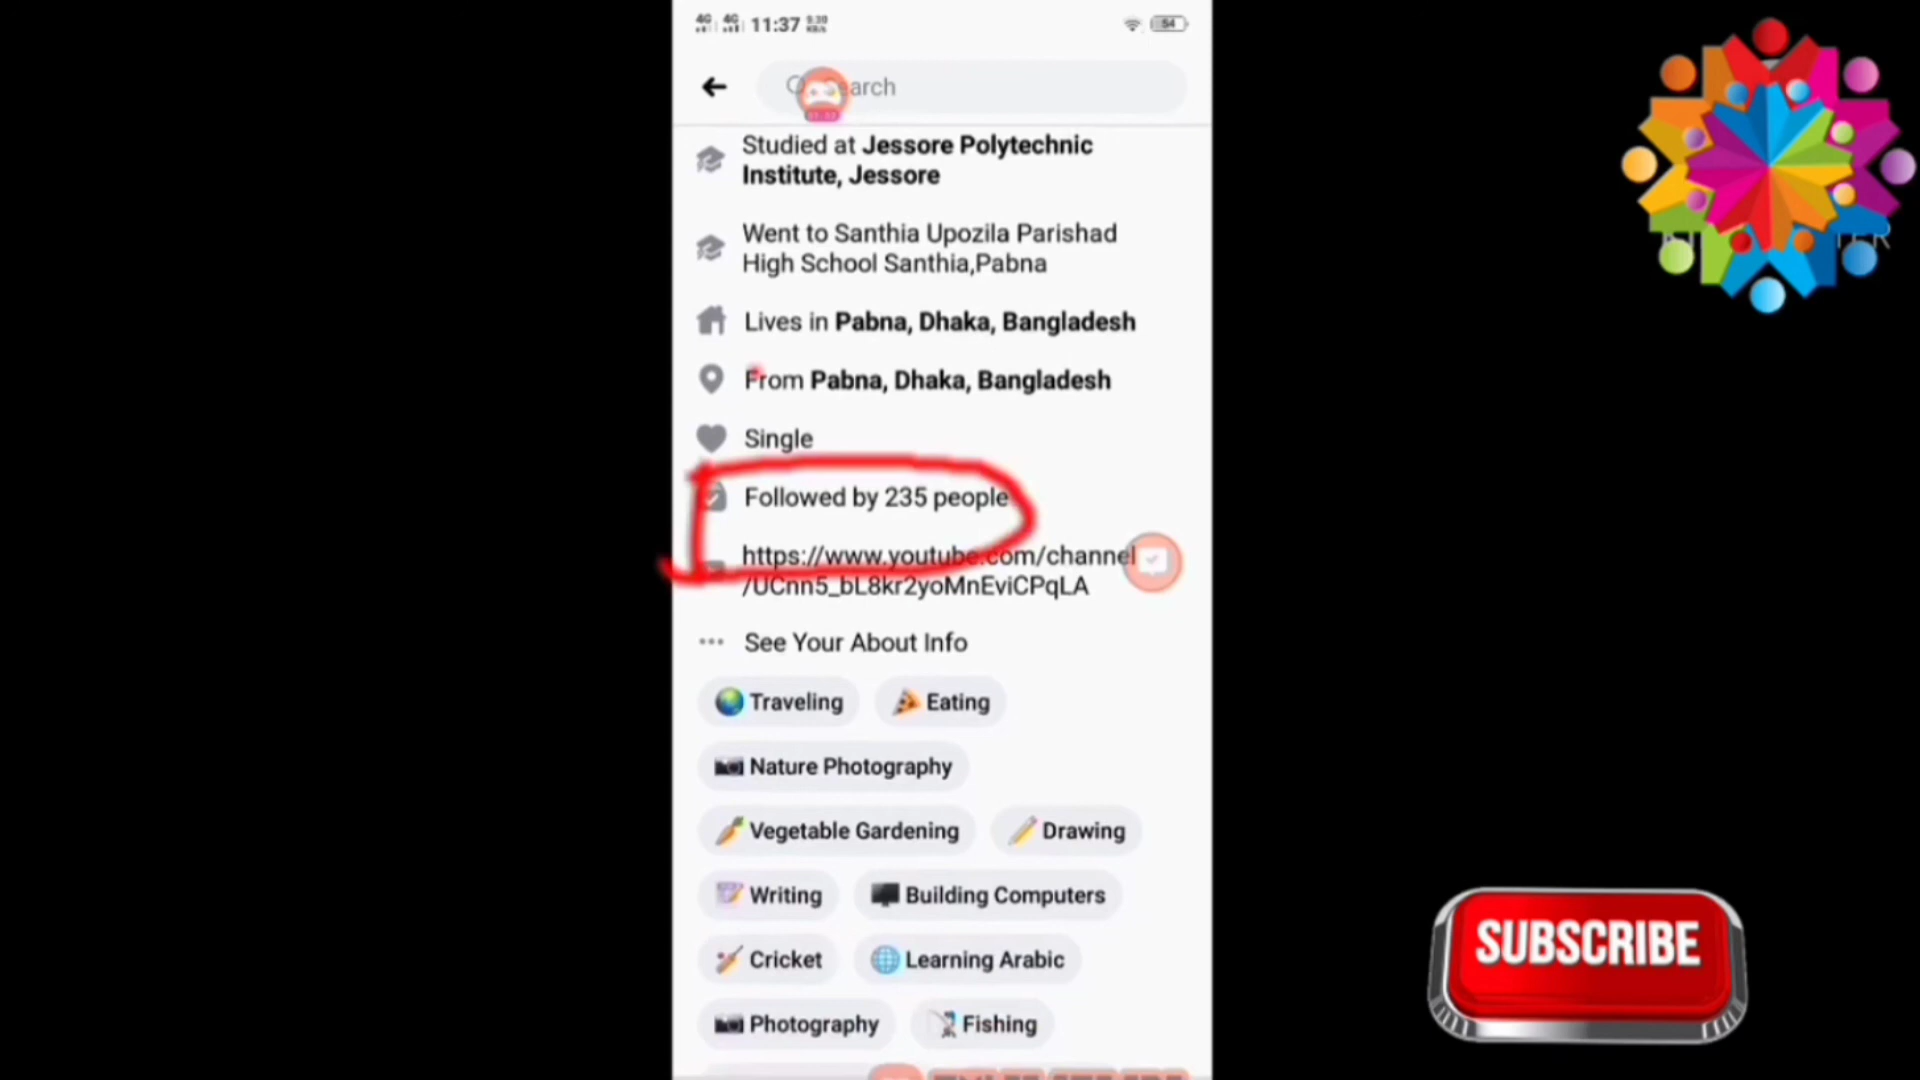 4G 4G 11:37 54
Search
Studied at Jessore Polytechnic
Institute, Jessore
Went to Santhia Upozila Parishad
High School Santhia,Pabna
Lives in Pabna, Dhaka, Bangladesh
From Pabna, Dhaka, Bangladesh
Single
Followed by 235 people
https://www.youtube.com/channel
/UCnn5_bL8kr2yoMnEviCPqLA
See Your About Info
Traveling Eating
Nature Photography
Vegetable Gardening Drawing
Writing Building Computers
Cricket Learning Arabic
Photography Fishing
SUBSCRIBE